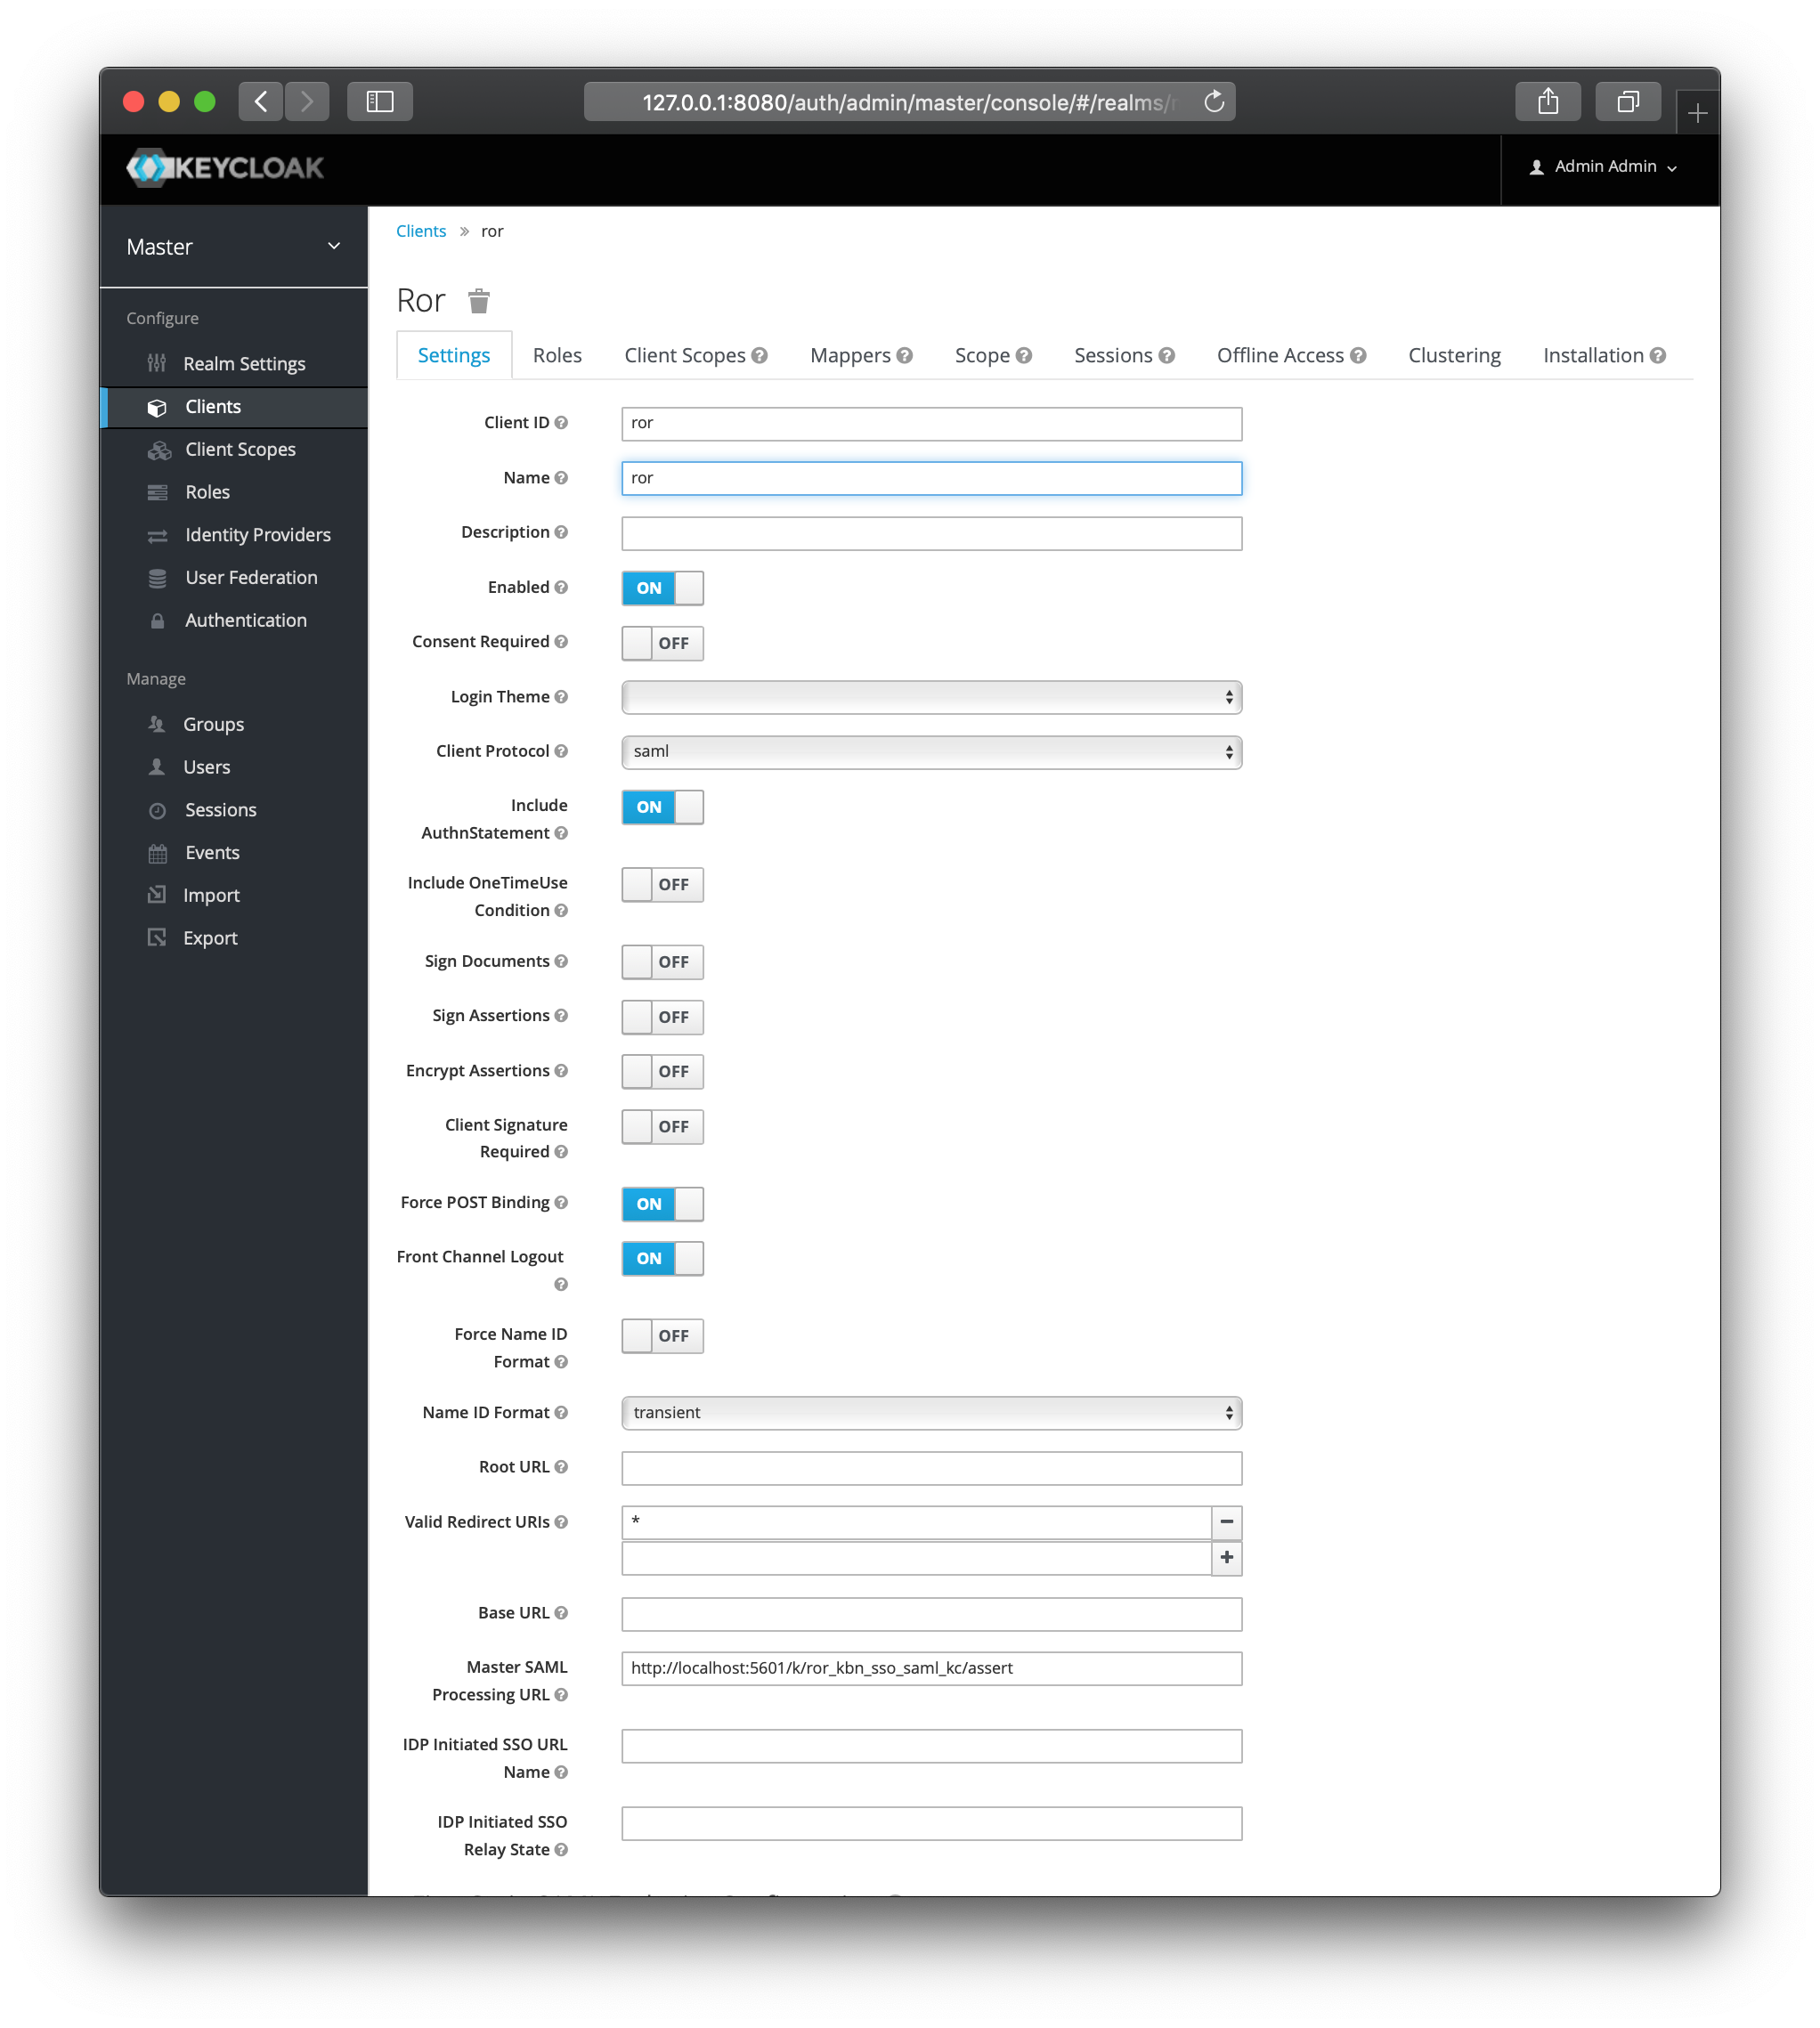 127.0.0.1:8080/auth/admin/master/console/#/realms/
KEYCLOAK
Admin Admin
Master
Configure
Realm Settings
Clients
Client Scopes
Roles
Identity Providers
User Federation
Authentication
Manage
Groups
Users
Sessions
Events
Import
Export
Clients » ror
Ror
Settings Roles Client Scopes Mappers Scope Sessions Offline Access Clustering Installation
Client ID ror
Name ror
Description
Enabled ON
Consent Required OFF
Login Theme
Client Protocol saml
Include ON
AuthnStatement
Include OneTimeUse OFF
Condition
Sign Documents OFF
Sign Assertions OFF
Encrypt Assertions OFF
Client Signature OFF
Required
Force POST Binding ON
Front Channel Logout ON
Force Name ID OFF
Format
Name ID Format transient
Root URL
Valid Redirect URIs *
Base URL
Master SAML http://localhost:5601/k/ror_kbn_sso_saml_kc/assert
Processing URL
IDP Initiated SSO URL
Name
IDP Initiated SSO
Relay State